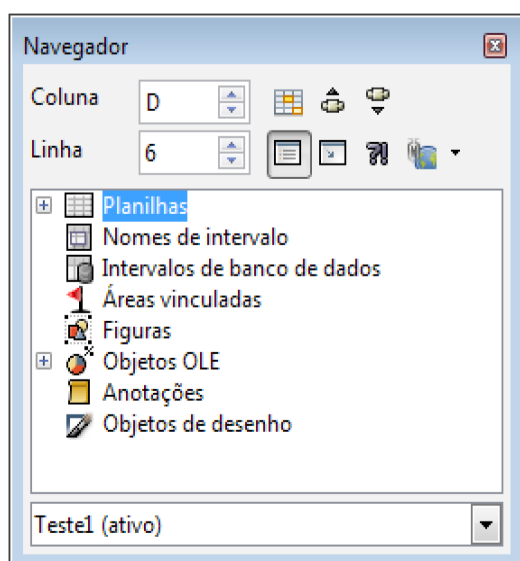 Navegador
Coluna D
Linha 6
Planilhas
Nomes de intervalo
Intervalos de banco de dados
Áreas vinculadas
Figuras
Objetos OLE
Anotações
Objetos de desenho
Teste1 (ativo)